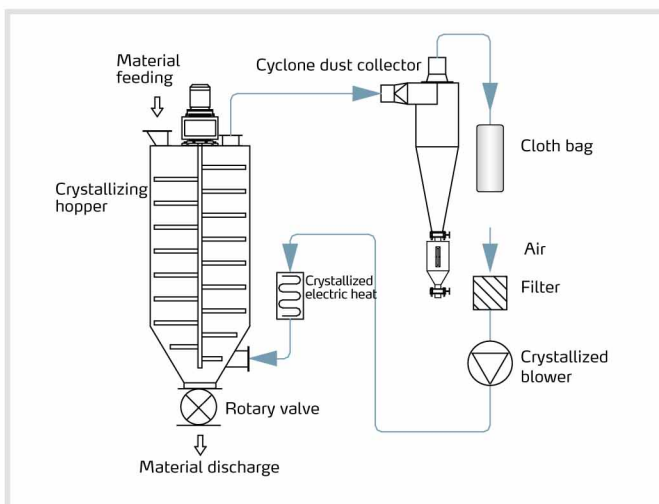 Material
feeding
Cyclone dust collector
Cloth bag
Crystallizing
hopper
Air
Crystallized
electric heat
Filter
Crystallized
blower
Rotary valve
Material discharge